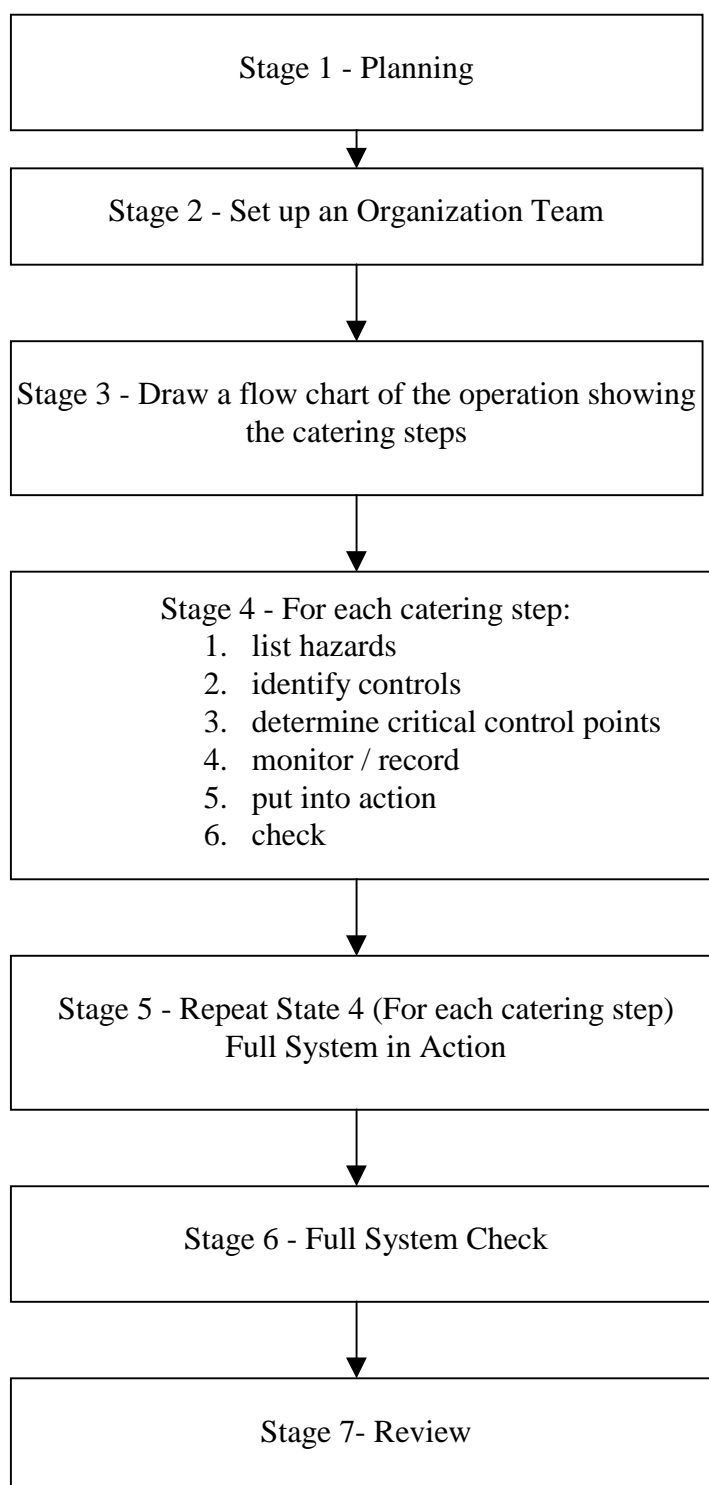 Stage 1 - Planning
Stage 2 - Set up an Organization Team
Stage 3 - Draw a flow chart of the operation showing
the catering steps
Stage 4 - For each catering step:
1. list hazards
2. identify controls
3. determine critical control points
4. monitor / record
5. put into action
6. check
Stage 5 - Repeat State 4 (For each catering step)
Full System in Action
Stage 6 - Full System Check
Stage 7- Review